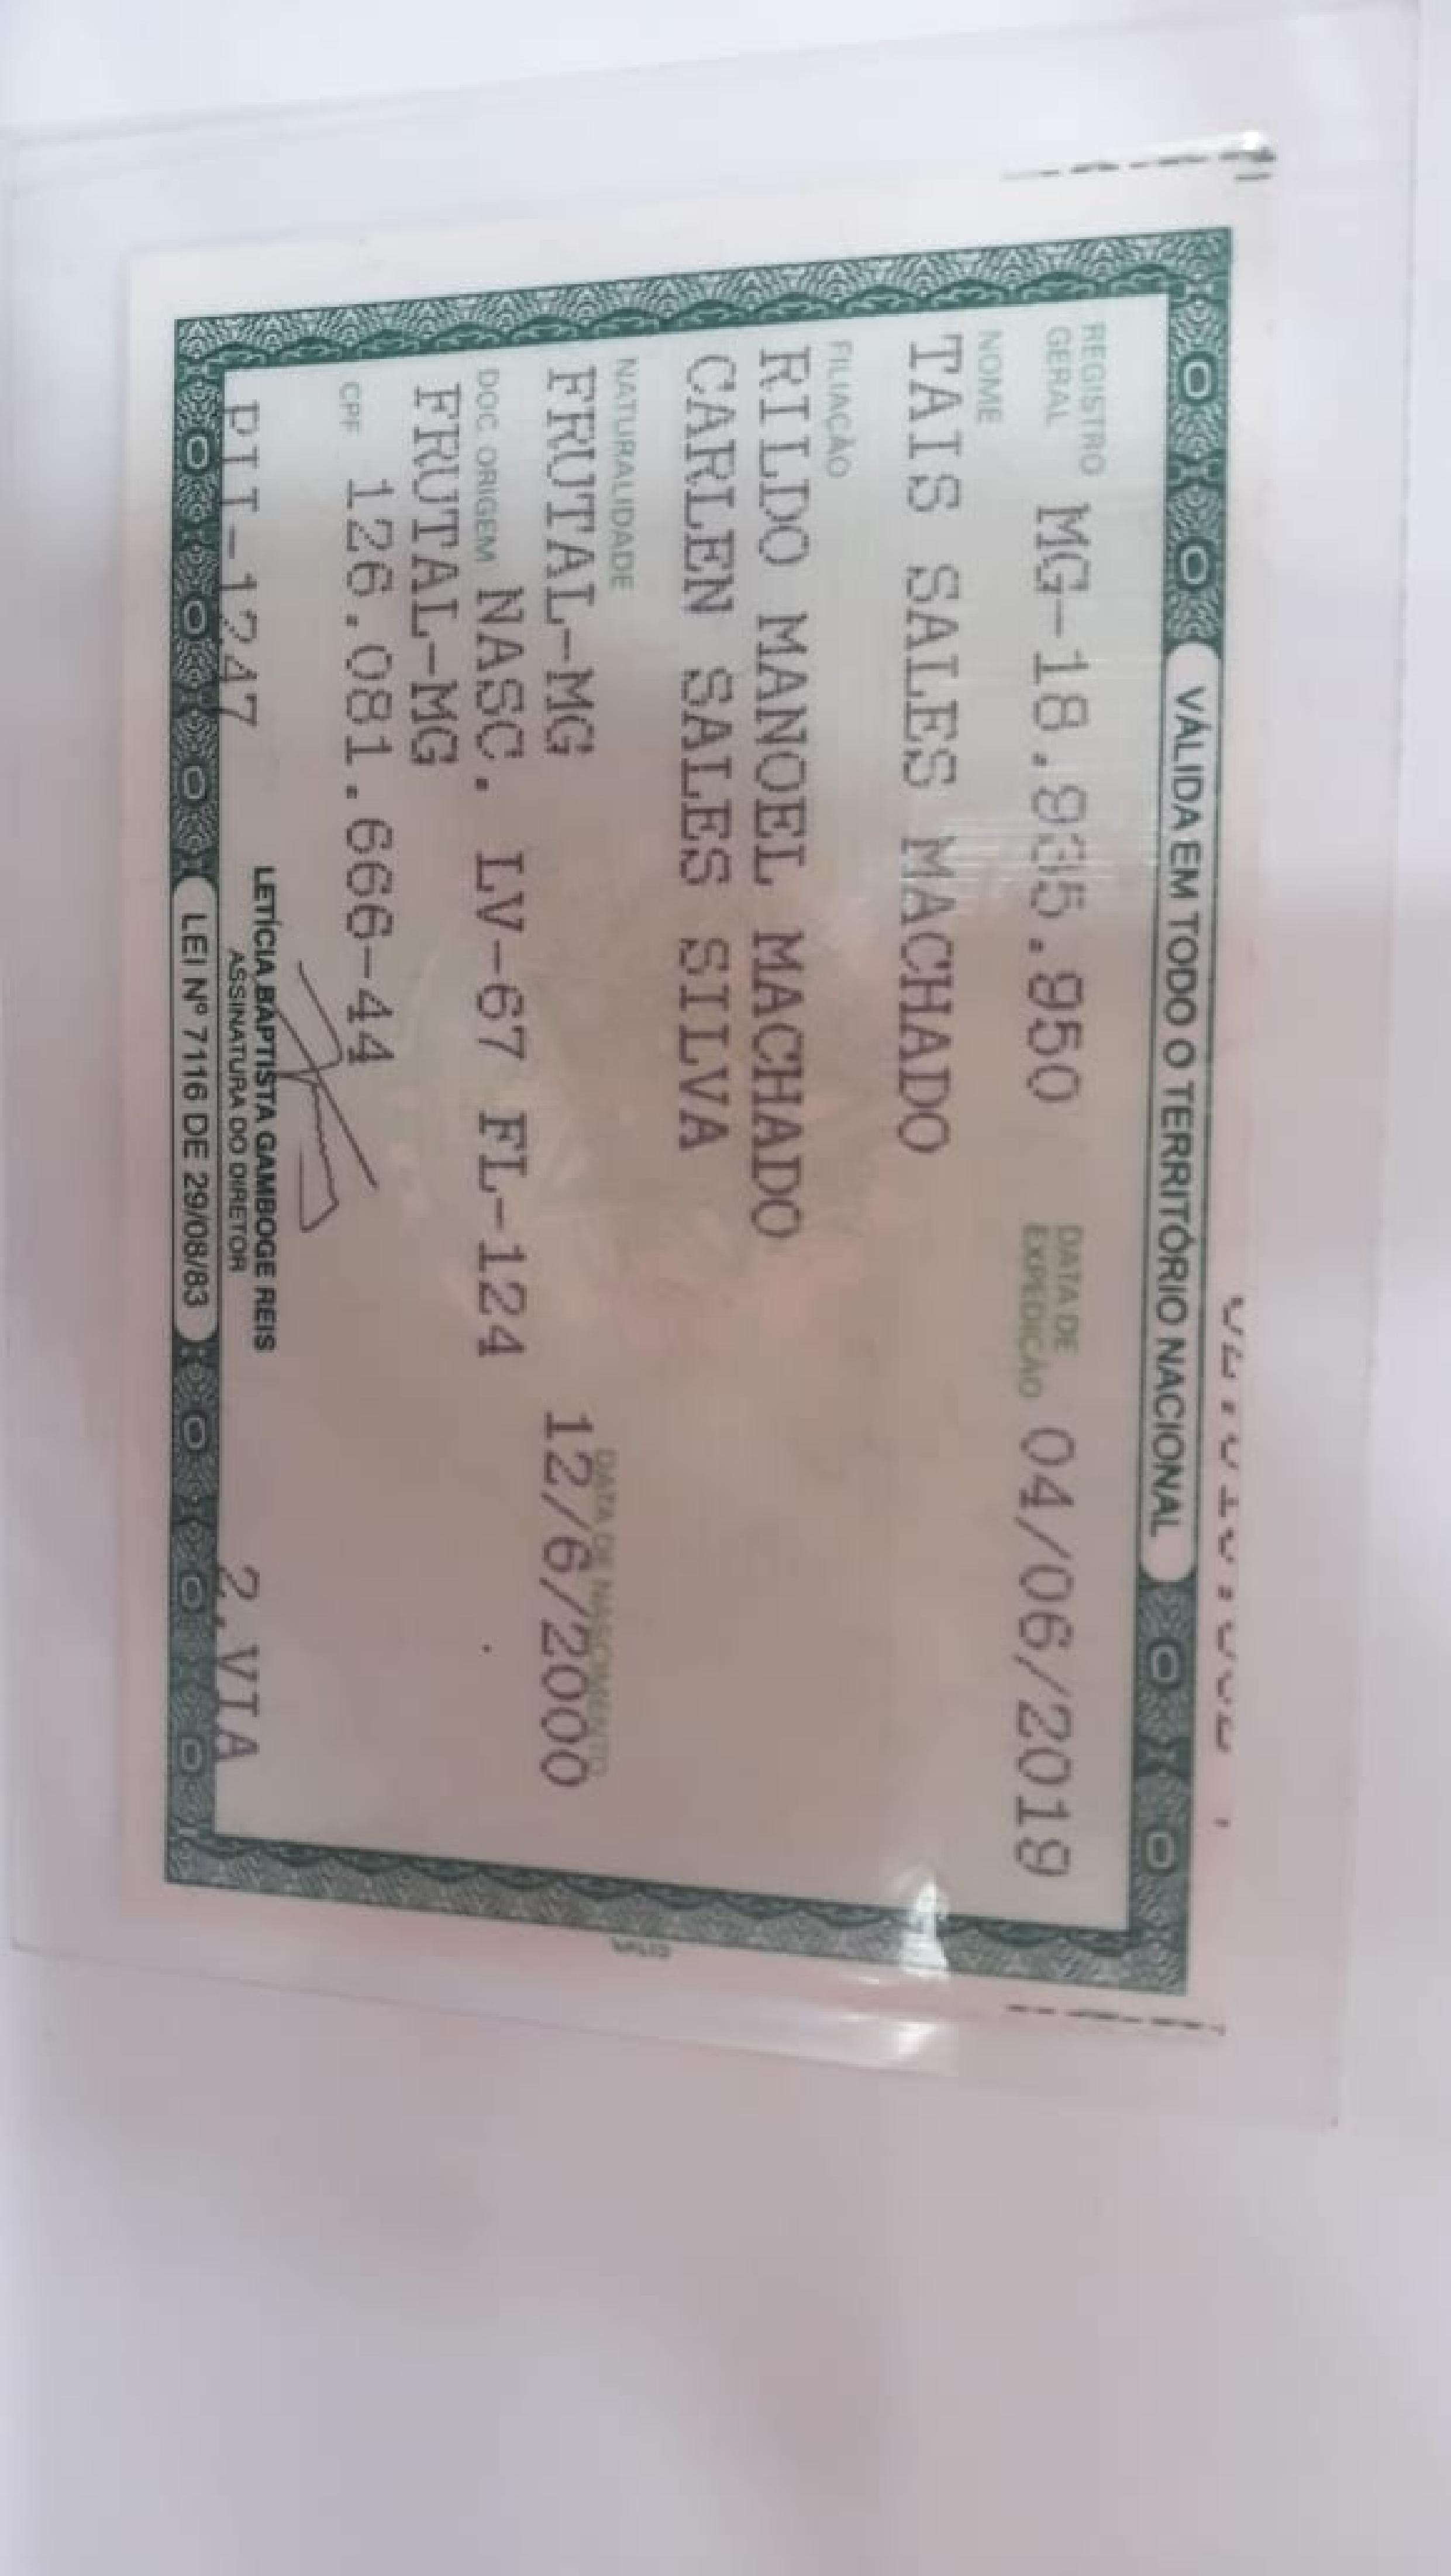 VÁLIDA EM TODO O TERRITÓRIO NACIONAL
REGISTRO GERAL MG-18.835.950 DATA DE EXPEDIÇÃO 04/06/2019
NOME
TAIS SALES MACHADO
FILIAÇÃO
RILDO MANOEL MACHADO
CARLEN SALES SILVA
NATURALIDADE DATA DE NASCIMENTO
FRUTAL-MG 12/6/2000
DOC ORIGEM NASC. LV-67 FL-124
FRUTAL-MG
CPF 126.081.666-44
LETÍCIA BAPTISTA GAMBOGE REIS
PII-1247 ASSINATURA DO DIRETOR 2.VIA
LEI Nº 7116 DE 29/08/83